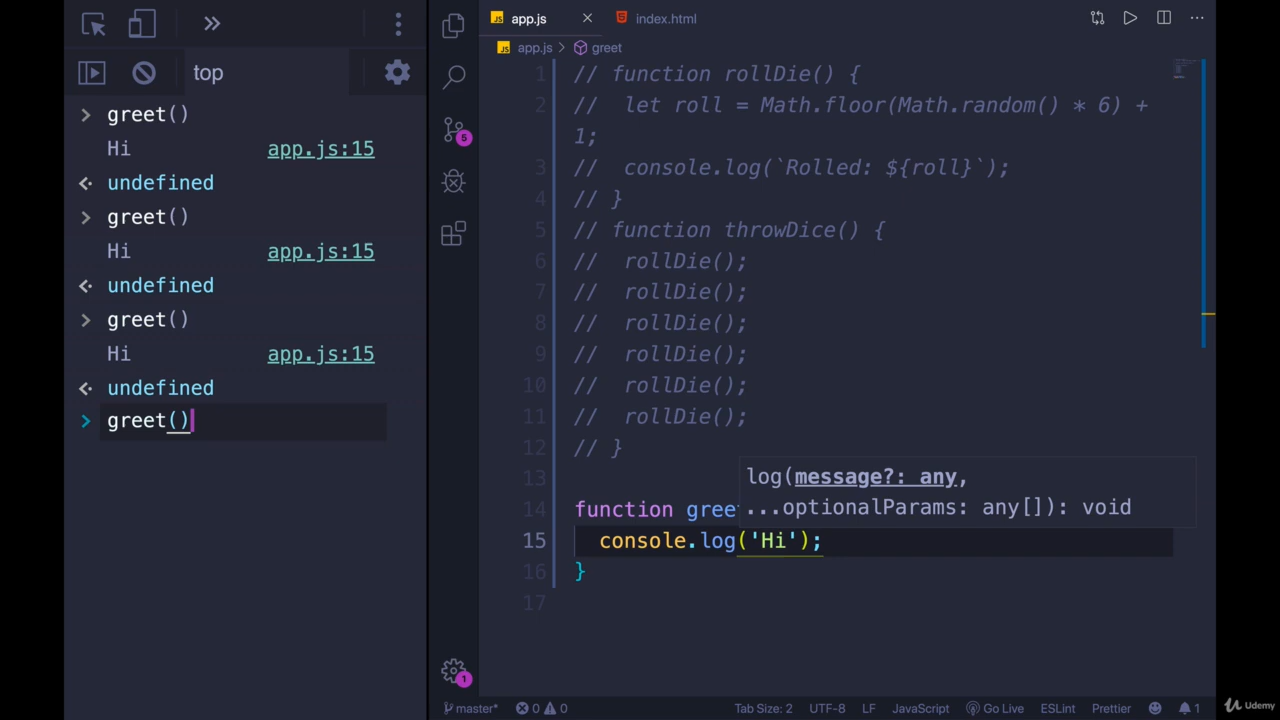 top
greet()
Hi app.js:15
undefined
greet()
Hi app.js:15
undefined
greet()
Hi app.js:15
undefined
greet()
app.js
index.html
app.js > greet
1 // function rollDie() {
2 //  let roll = Math.floor(Math.random() * 6) +
1;
3 //  console.log(`Rolled: ${roll}`);
4 // }
5 // function throwDice() {
6 //  rollDie();
7 //  rollDie();
8 //  rollDie();
9 //  rollDie();
10 //  rollDie();
11 //  rollDie();
12 // }
13
log(message?: any,
...optionalParams: any[]): void
14 function gree
15 console.log('Hi');
16 }
17
5
1
master* 0 0 Tab Size: 2 UTF-8 LF JavaScript Go Live ESLint Prettier 1
Udemy